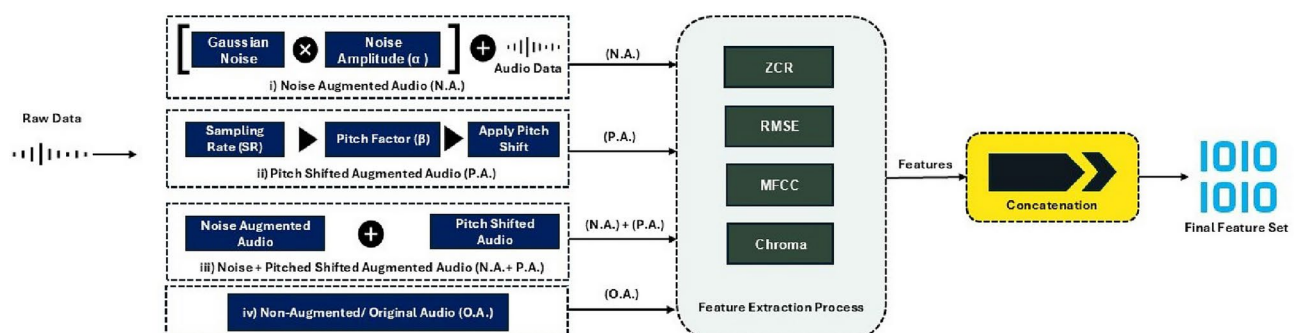 Raw Data
Gaussian
Noise
Noise
Amplitude (α )
Audio Data
i) Noise Augmented Audio (N.A.)
Sampling
Rate (SR)
Pitch Factor (β)
Apply Pitch
Shift
ii) Pitch Shifted Augmented Audio (P.A.)
Noise Augmented
Audio
Pitch Shifted
Audio
iii) Noise + Pitched Shifted Augmented Audio (N.A.+ P.A.)
iv) Non-Augmented/ Original Audio (O.A.)
(N.A.)
(P.A.)
(N.A.) + (P.A.)
(O.A.)
ZCR
RMSE
MFCC
Chroma
Feature Extraction Process
Features
Concatenation
1010
1010
Final Feature Set